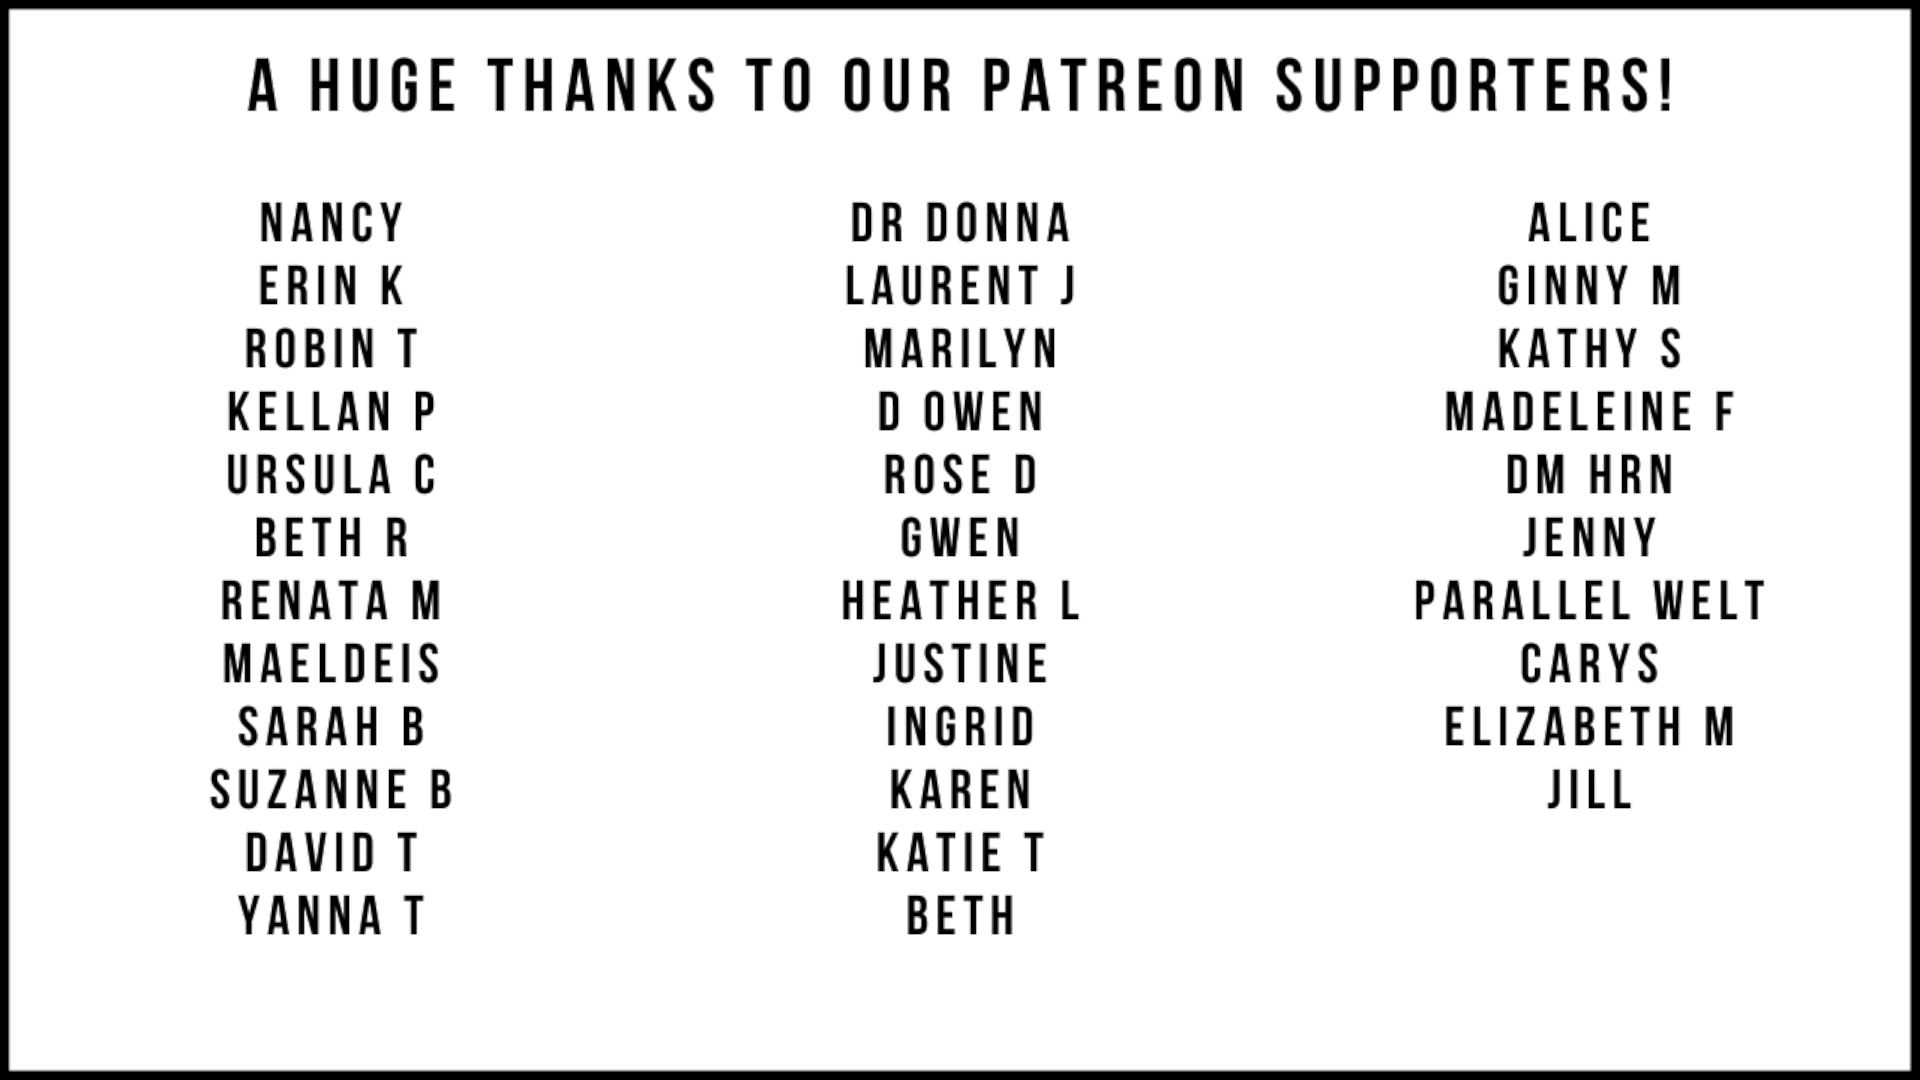 A HUGE THANKS TO OUR PATREON SUPPORTERS!
NANCY
ERIN K
ROBIN T
KELLAN P
URSULA C
BETH R
RENATA M
MAELDEIS
SARAH B
SUZANNE B
DAVID T
YANNA T
DR DONNA
LAURENT J
MARILYN
D OWEN
ROSE D
GWEN
HEATHER L
JUSTINE
INGRID
KAREN
KATIE T
BETH
ALICE
GINNY M
KATHY S
MADELEINE F
DM HRN
JENNY
PARALLEL WELT
CARYS
ELIZABETH M
JILL